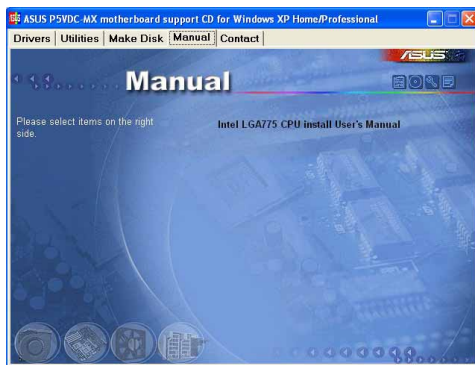 ASUS P5VDC-MX motherboard support CD for Windows XP Home/Professional
Drivers Utilities Make Disk Manual Contact
ASUS
Manual
Please select items on the right
side.
Intel LGA775 CPU install User's Manual